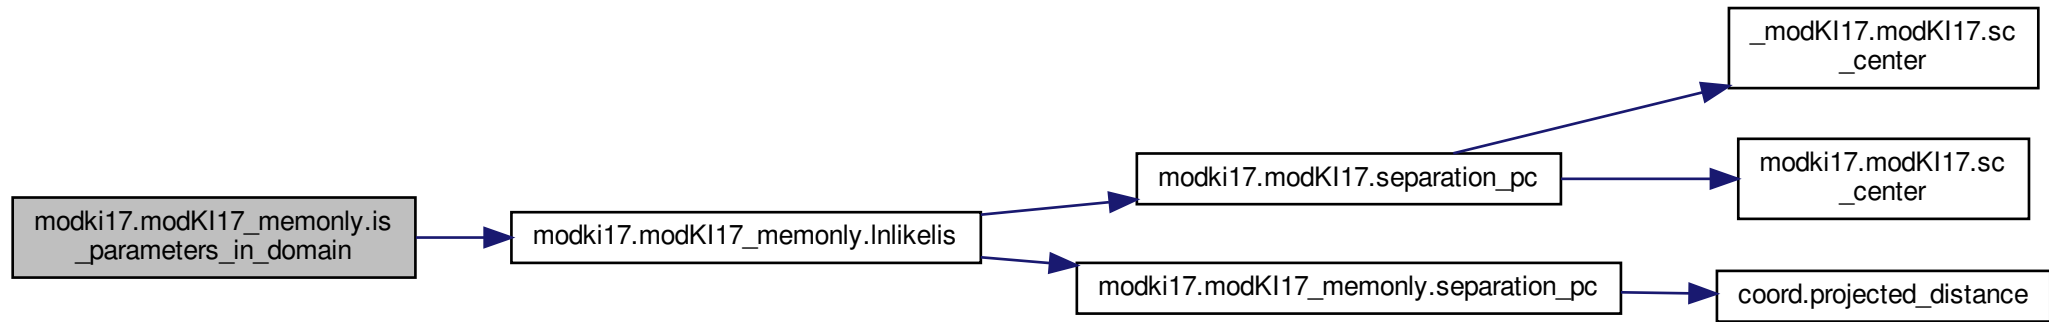 _modKI17.modKI17.sc
_center
modki17.modKI17.separation_pc
modki17.modKI17.sc
_center
modki17.modKI17_memonly.is
_parameters_in_domain
modki17.modKI17_memonly.lnlikelis
modki17.modKI17_memonly.separation_pc
coord.projected_distance